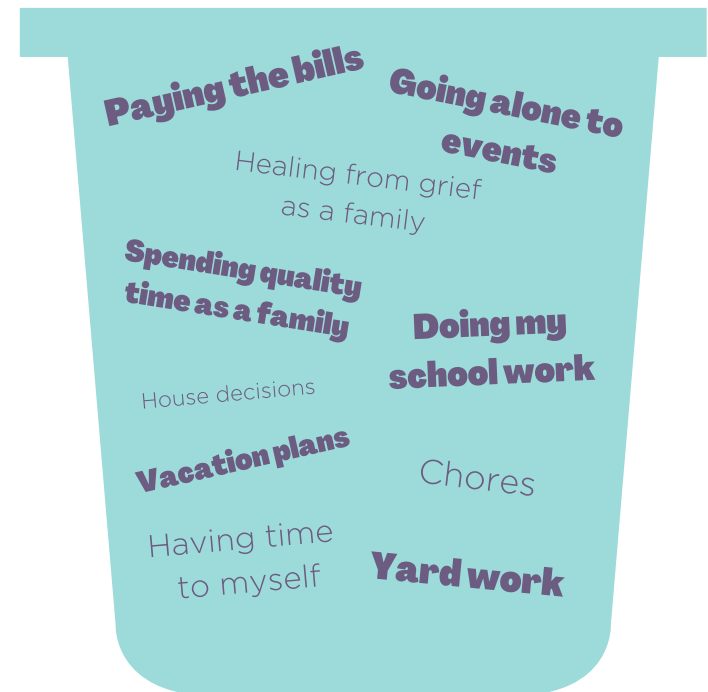 Paying the bills
Going alone to
events
Healing from grief
as a family
Spending quality
time as a family
Doing my
school work
House decisions
Vacation plans
Chores
Having time
to myself
Yard work